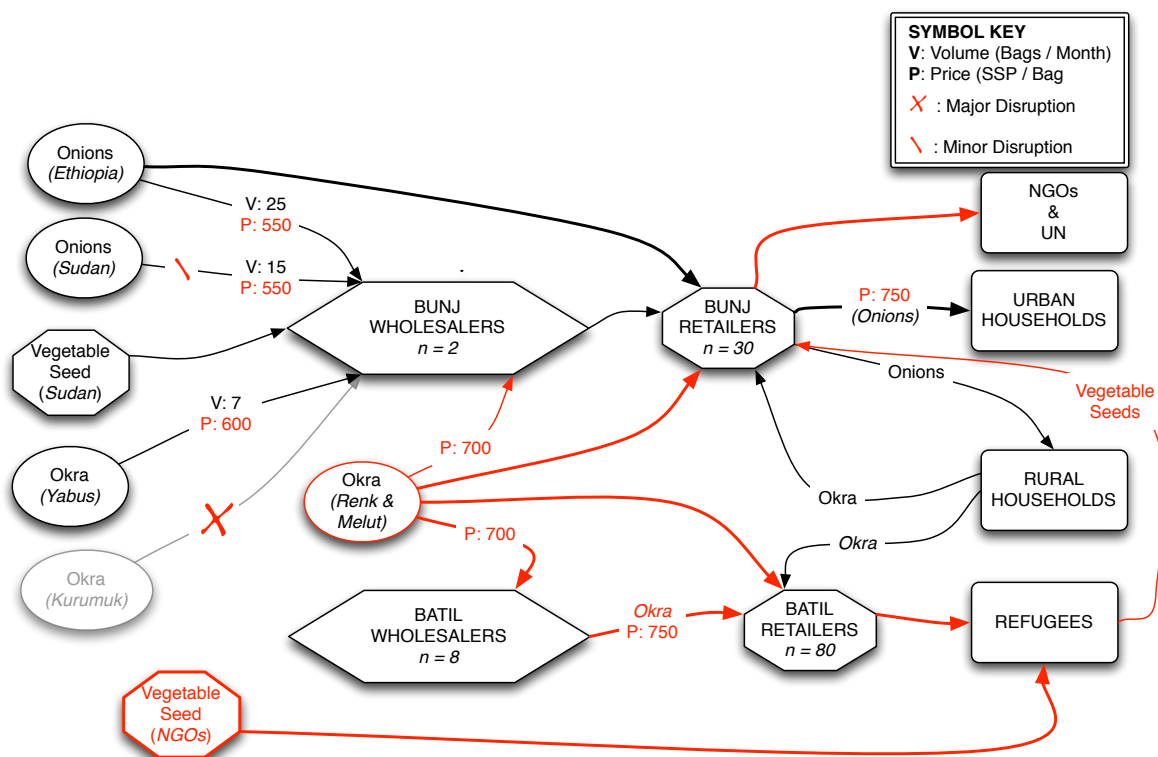 SYMBOL KEY
V: Volume (Bags / Month)
P: Price (SSP / Bag
X : Major Disruption
\ : Minor Disruption
Onions
(Ethiopia)
V: 25
P: 550
Onions
(Sudan)
V: 15
P: 550
Vegetable
Seed
(Sudan)
V: 7
P: 600
Okra
(Yabus)
X
Okra
(Kurumuk)
BUNJ
WHOLESALERS
n = 2
BUNJ
RETAILERS
n = 30
NGOs
&
UN
P: 750
(Onions)
URBAN
HOUSEHOLDS
Onions
Vegetable
Seeds
P: 700
Okra
(Renk &
Melut)
P: 700
Okra
RURAL
HOUSEHOLDS
Okra
BATIL
WHOLESALERS
n = 8
Okra
P: 750
BATIL
RETAILERS
n = 80
REFUGEES
Vegetable
Seed
(NGOs)